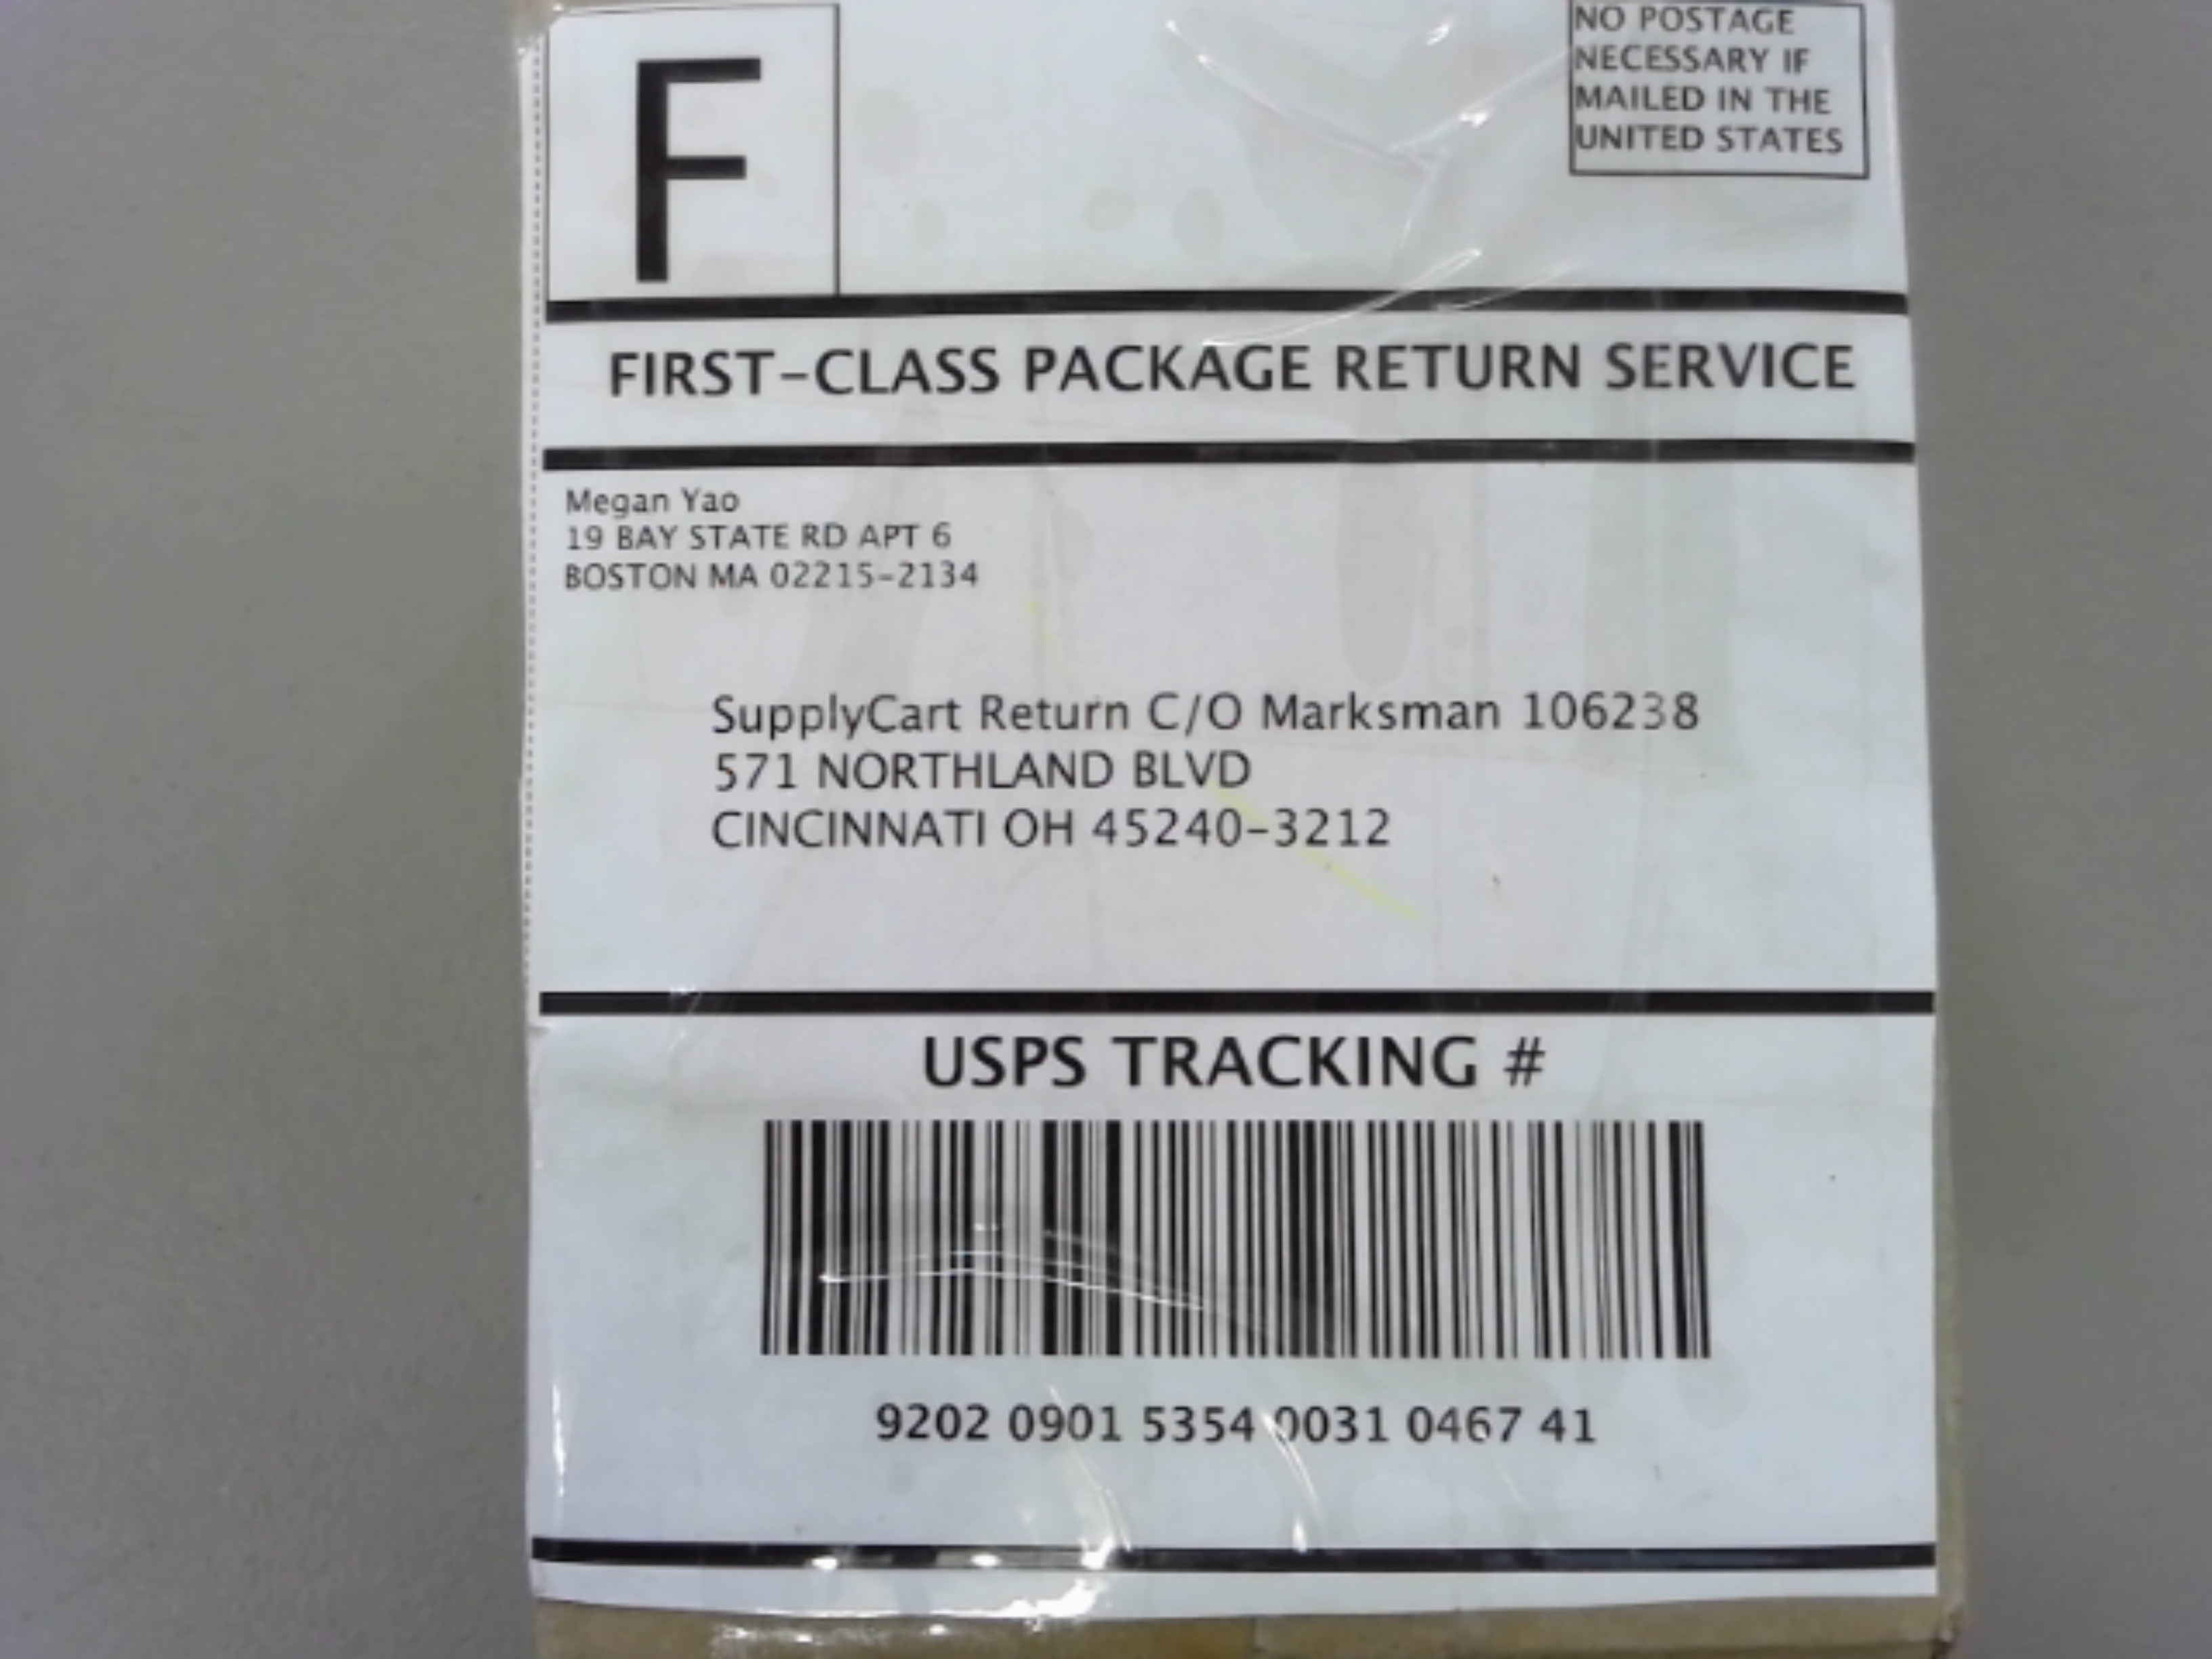 F
NO POSTAGE
NECESSARY IF
MAILED IN THE
UNITED STATES
FIRST-CLASS PACKAGE RETURN SERVICE
Megan Yao
19 BAY STATE RD APT 6
BOSTON MA 02215-2134
SupplyCart Return C/O Marksman 106238
571 NORTHLAND BLVD
CINCINNATI OH 45240-3212
USPS TRACKING #
9202 0901 5354 0031 0467 41